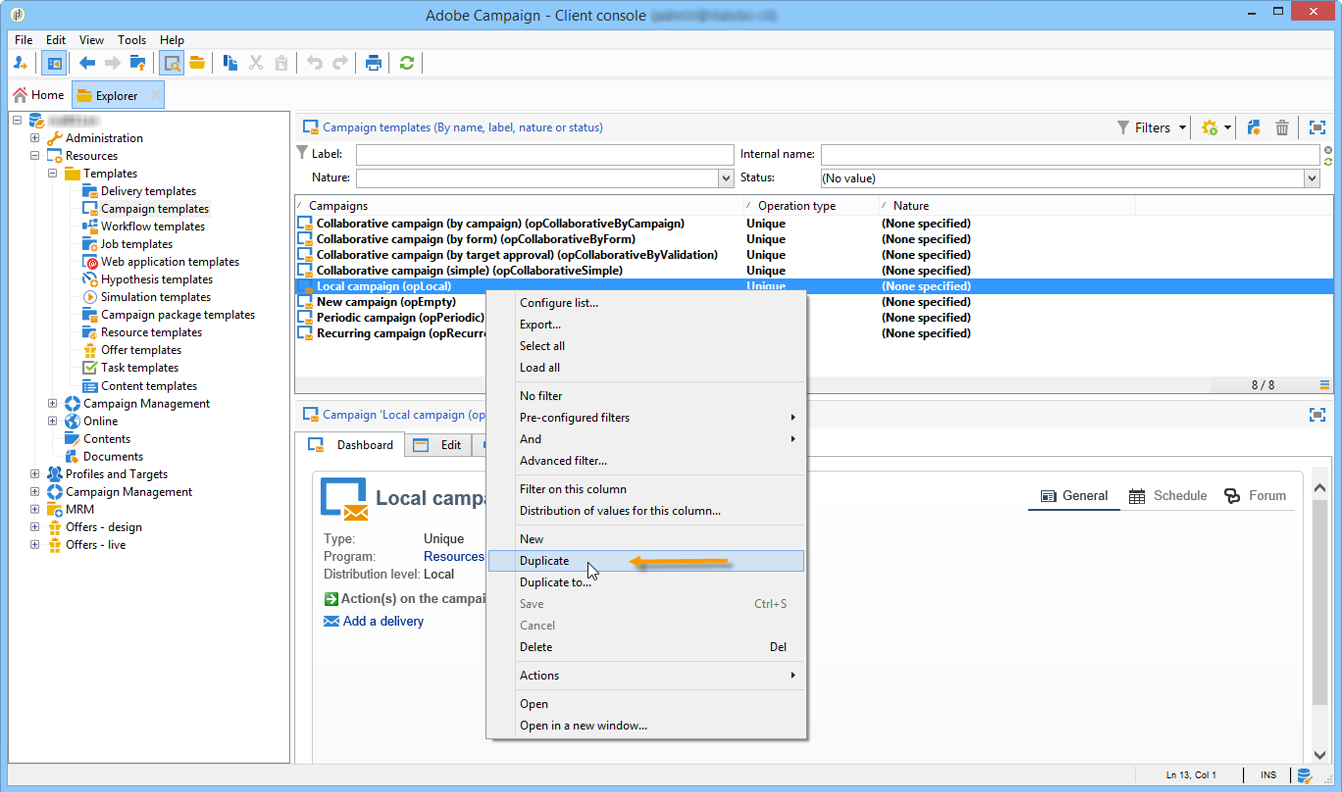 Adobe Campaign - Client console
File Edit View Tools Help
Home Explorer
Administration
Resources
Templates
Delivery templates
Campaign templates
Workflow templates
Job templates
Web application templates
Hypothesis templates
Simulation templates
Campaign package templates
Resource templates
Offer templates
Task templates
Content templates
Campaign Management
Online
Contents
Documents
Profiles and Targets
Campaign Management
MRM
Offers - design
Offers - live
Campaign templates (By name, label, nature or status) Filters
Label: Internal name:
Nature: Status: (No value)
Campaigns Operation type Nature
Collaborative campaign (by campaign) (opCollaborativeByCampaign) Unique (None specified)
Collaborative campaign (by form) (opCollaborativeByForm) Unique (None specified)
Collaborative campaign (by target approval) (opCollaborativeByValidation) Unique (None specified)
Collaborative campaign (simple) (opCollaborativeSimple) Unique (None specified)
Local campaign (opLocal) Unique (None specified)
New campaign (opEmpty) (None specified)
Periodic campaign (opPeriodic) (None specified)
Recurring campaign (opRecurr (None specified)
8 / 8
Campaign 'Local campaign (op
Dashboard Edit
Local campa
General Schedule Forum
Type: Unique
Program: Resources
Distribution level: Local
Action(s) on the campai
Add a delivery
Configure list...
Export...
Select all
Load all
No filter
Pre-configured filters
And
Advanced filter...
Filter on this column
Distribution of values for this column...
New
Duplicate
Duplicate to...
Save Ctrl+S
Cancel
Delete Del
Actions
Open
Open in a new window...
Ln 13, Col 1 INS